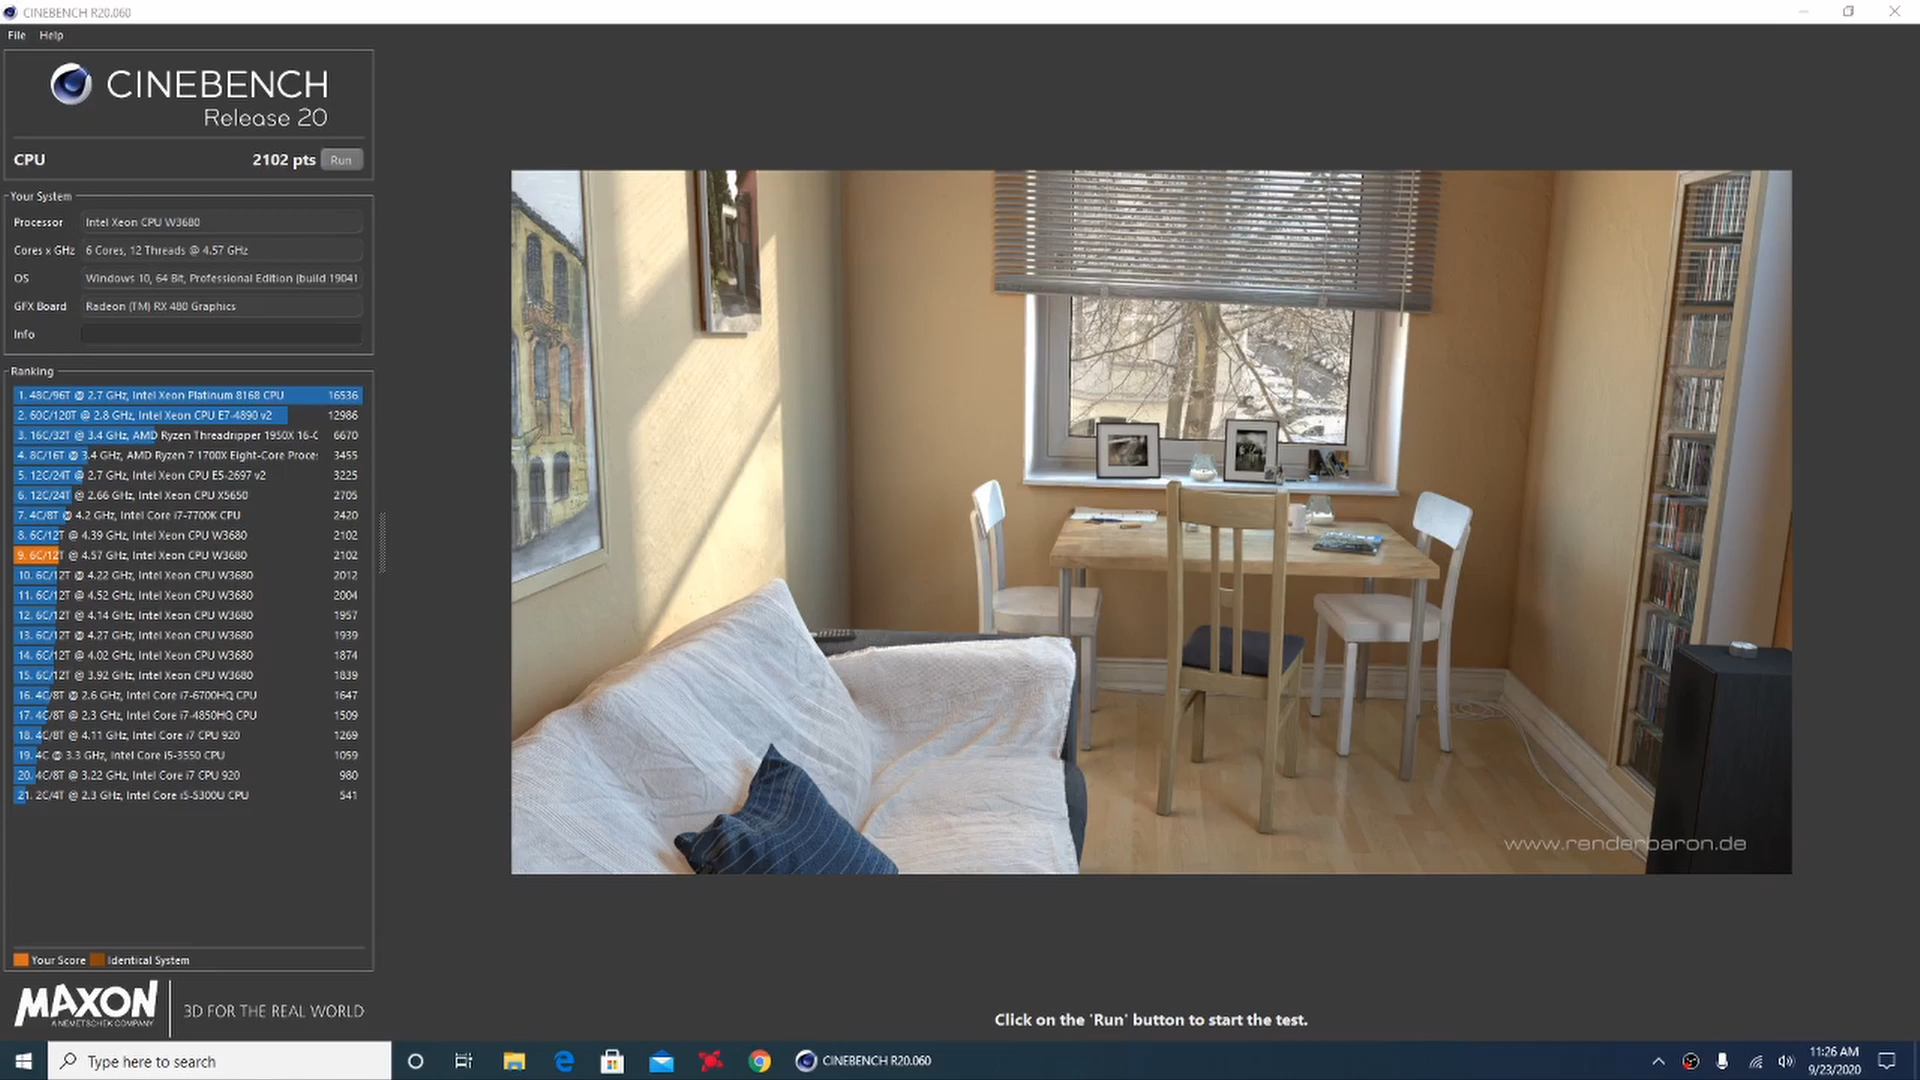 CINEBENCH R20.060
File Help
CINEBENCH
Release 20
CPU 2102 pts Run
Your System
Processor Intel Xeon CPU W3680
Cores x GHz 6 Cores, 12 Threads @ 4.57 GHz
OS Windows 10, 64 Bit, Professional Edition (build 19041
GFX Board Radeon (TM) RX 480 Graphics
Info
Ranking
1. 48C/96T @ 2.7 GHz, Intel Xeon Platinum 8168 CPU 16536
2. 60C/120T @ 2.8 GHz, Intel Xeon CPU E7-4890 v2 12986
3. 16C/32T @ 3.4 GHz, AMD Ryzen Threadripper 1950X 16-C 6670
4. 8C/16T @ 3.4 GHz, AMD Ryzen 7 1700X Eight-Core Proce: 3455
5. 12C/24T @ 2.7 GHz, Intel Xeon CPU E5-2697 v2 3225
6. 12C/24T @ 2.66 GHz, Intel Xeon CPU X5650 2705
7. 4C/8T @ 4.2 GHz, Intel Core i7-7700K CPU 2420
8. 6C/12T @ 4.39 GHz, Intel Xeon CPU W3680 2102
9. 6C/12T @ 4.57 GHz, Intel Xeon CPU W3680 2102
10. 6C/12T @ 4.22 GHz, Intel Xeon CPU W3680 2012
11. 6C/12T @ 4.52 GHz, Intel Xeon CPU W3680 2004
12. 6C/12T @ 4.14 GHz, Intel Xeon CPU W3680 1957
13. 6C/12T @ 4.27 GHz, Intel Xeon CPU W3680 1939
14. 6C/12T @ 4.02 GHz, Intel Xeon CPU W3680 1874
15. 6C/12T @ 3.92 GHz, Intel Xeon CPU W3680 1839
16. 4C/8T @ 2.6 GHz, Intel Core i7-6700HQ CPU 1647
17. 4C/8T @ 2.3 GHz, Intel Core i7-4850HQ CPU 1509
18. 4C/8T @ 4.11 GHz, Intel Core i7 CPU 920 1269
19. 4C @ 3.3 GHz, Intel Core i5-3550 CPU 1059
20. 4C/8T @ 3.22 GHz, Intel Core i7 CPU 920 980
21. 2C/4T @ 2.3 GHz, Intel Core i5-5300U CPU 541
Your Score Identical System
MAXON
A NEMETSCHEK COMPANY
3D FOR THE REAL WORLD
www.renderbaron.de
Click on the 'Run' button to start the test.
Type here to search
CINEBENCH R20.060
11:26 AM
9/23/2020